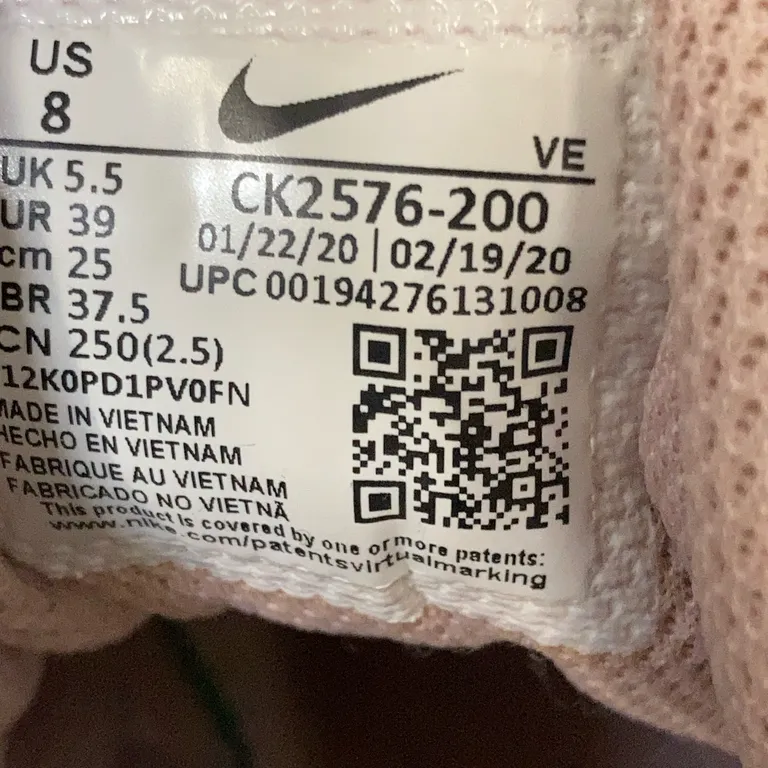 US
8
VE
UK 5.5
UR 39
cm 25
BR 37.5
CN 250(2.5)
CK2576-200
01/22/20 | 02/19/20
UPC 00194276131008
12K0PD1PV0FN
MADE IN VIETNAM
HECHO EN VIETNAM
FABRIQUE AU VIETNAM
FABRICADO NO VIETNÃ
This product is covered by one or more patents:
www.nike.com/patentsvirtualmarking